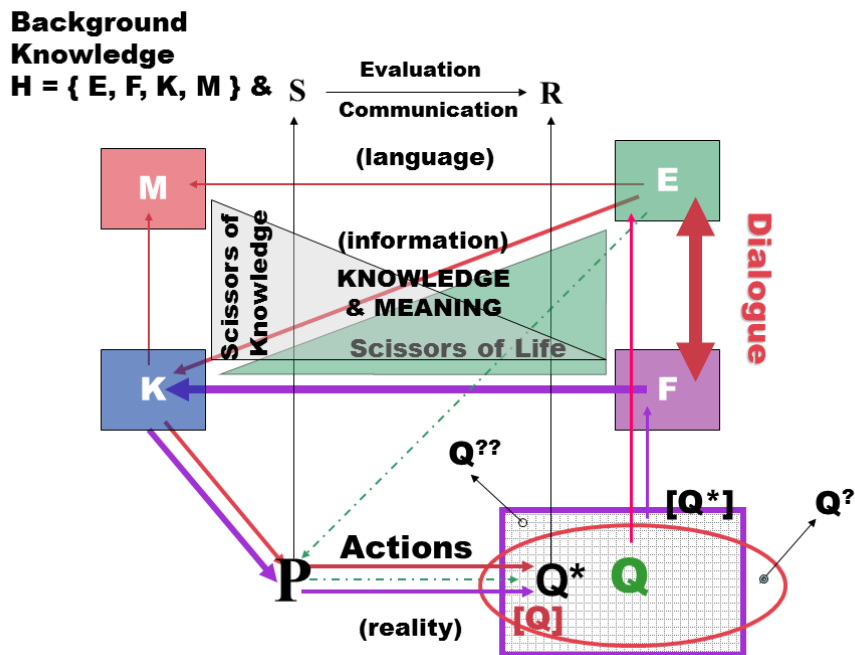 Background
Knowledge
H = { E, F, K, M } & S
Evaluation
Communication
R
(language)
M
E
Scissors of
Knowledge
(information)
KNOWLEDGE
& MEANING
Scissors of Life
Dialogue
K
F
Q??
[Q*]
Q?
Actions
P
Q*
Q
[Q]
(reality)